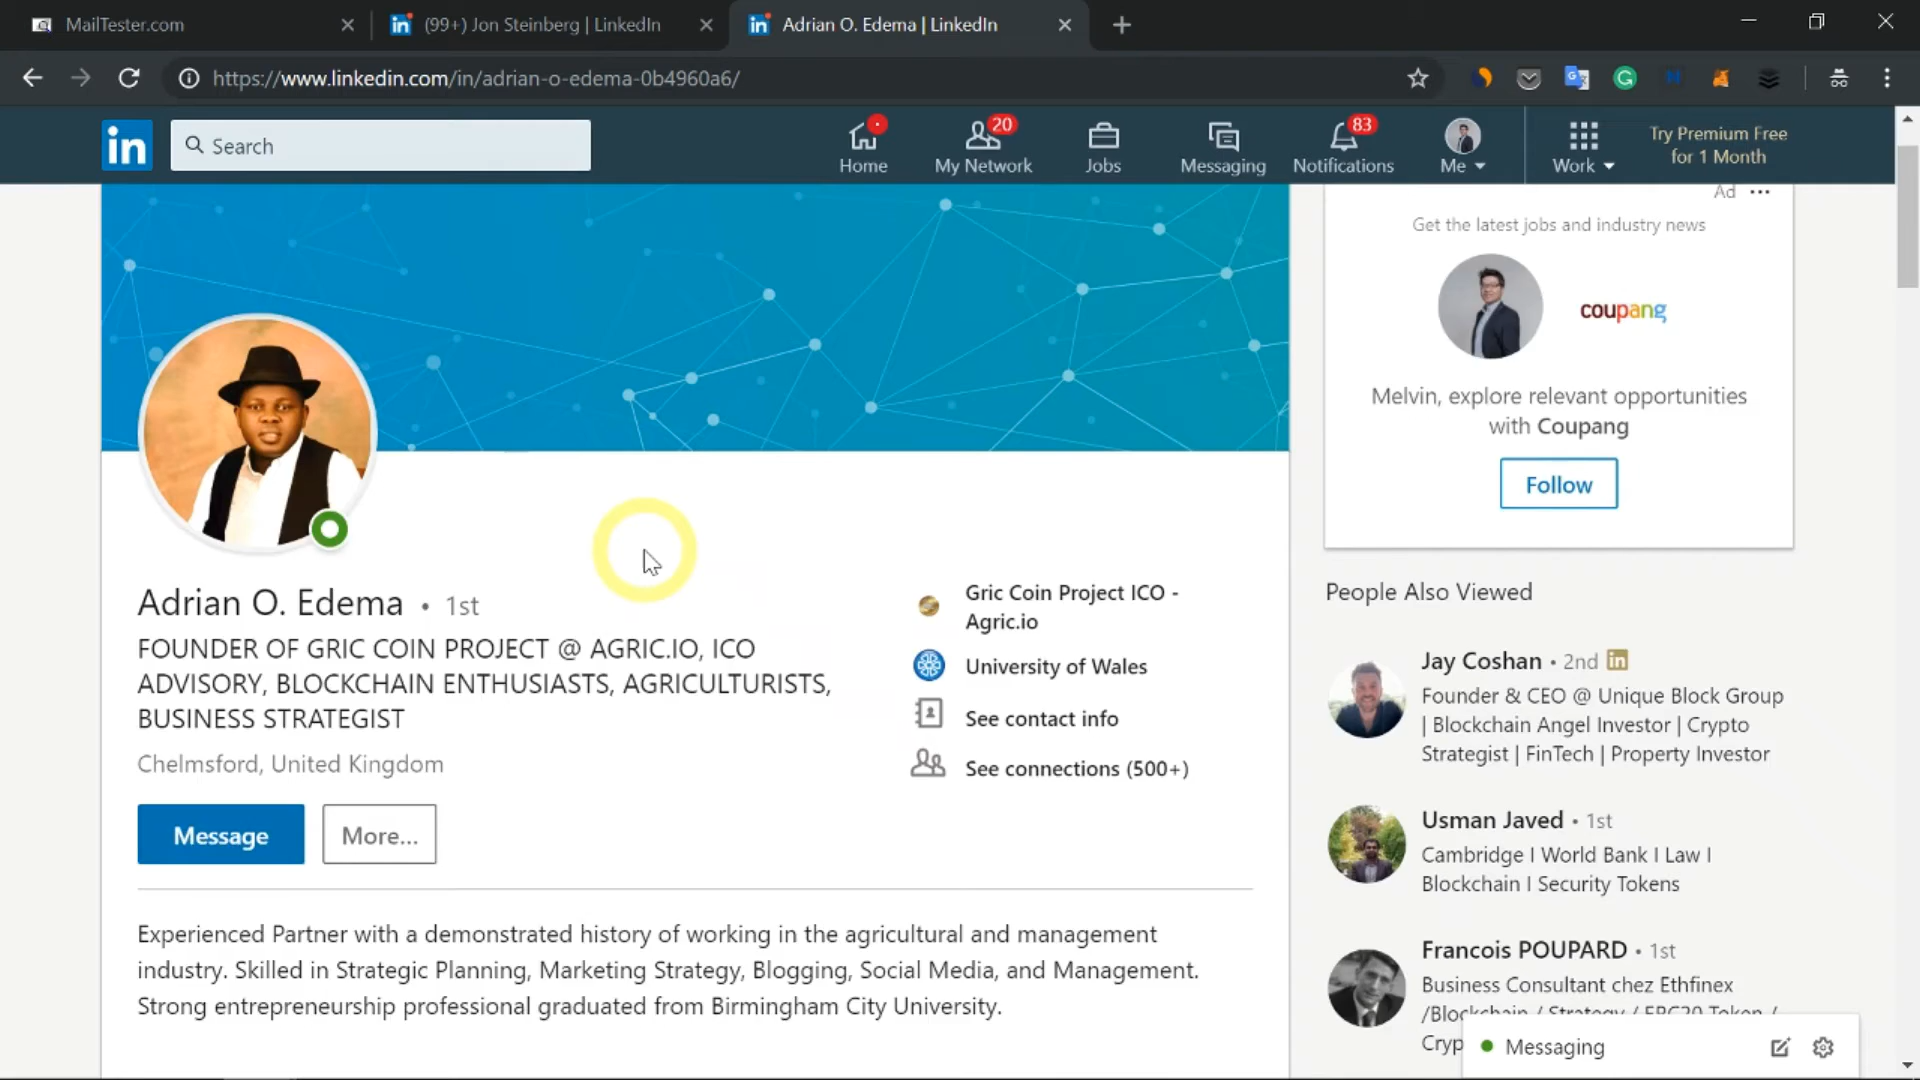 MailTester.com
(99+) Jon Steinberg | LinkedIn
Adrian O. Edema | LinkedIn
https://www.linkedin.com/in/adrian-o-edema-0b4960a6/
in
Search
Home
20
My Network
Jobs
Messaging
83
Notifications
Me
Work
Try Premium Free
for 1 Month
Adrian O. Edema • 1st
FOUNDER OF GRIC COIN PROJECT @ AGRIC.IO, ICO
ADVISORY, BLOCKCHAIN ENTHUSIASTS, AGRICULTURISTS,
BUSINESS STRATEGIST
Chelmsford, United Kingdom
Message
More...
Gric Coin Project ICO -
Agric.io
University of Wales
See contact info
See connections (500+)
Experienced Partner with a demonstrated history of working in the agricultural and management
industry. Skilled in Strategic Planning, Marketing Strategy, Blogging, Social Media, and Management.
Strong entrepreneurship professional graduated from Birmingham City University.
Ad
Get the latest jobs and industry news
coupang
Melvin, explore relevant opportunities
with Coupang
Follow
People Also Viewed
Jay Coshan • 2nd in
Founder & CEO @ Unique Block Group
| Blockchain Angel Investor | Crypto
Strategist | FinTech | Property Investor
Usman Javed • 1st
Cambridge I World Bank I Law I
Blockchain I Security Tokens
Francois POUPARD • 1st
Business Consultant chez Ethfinex
/Blockchain / Strategy / ERC20 Token /
Messaging